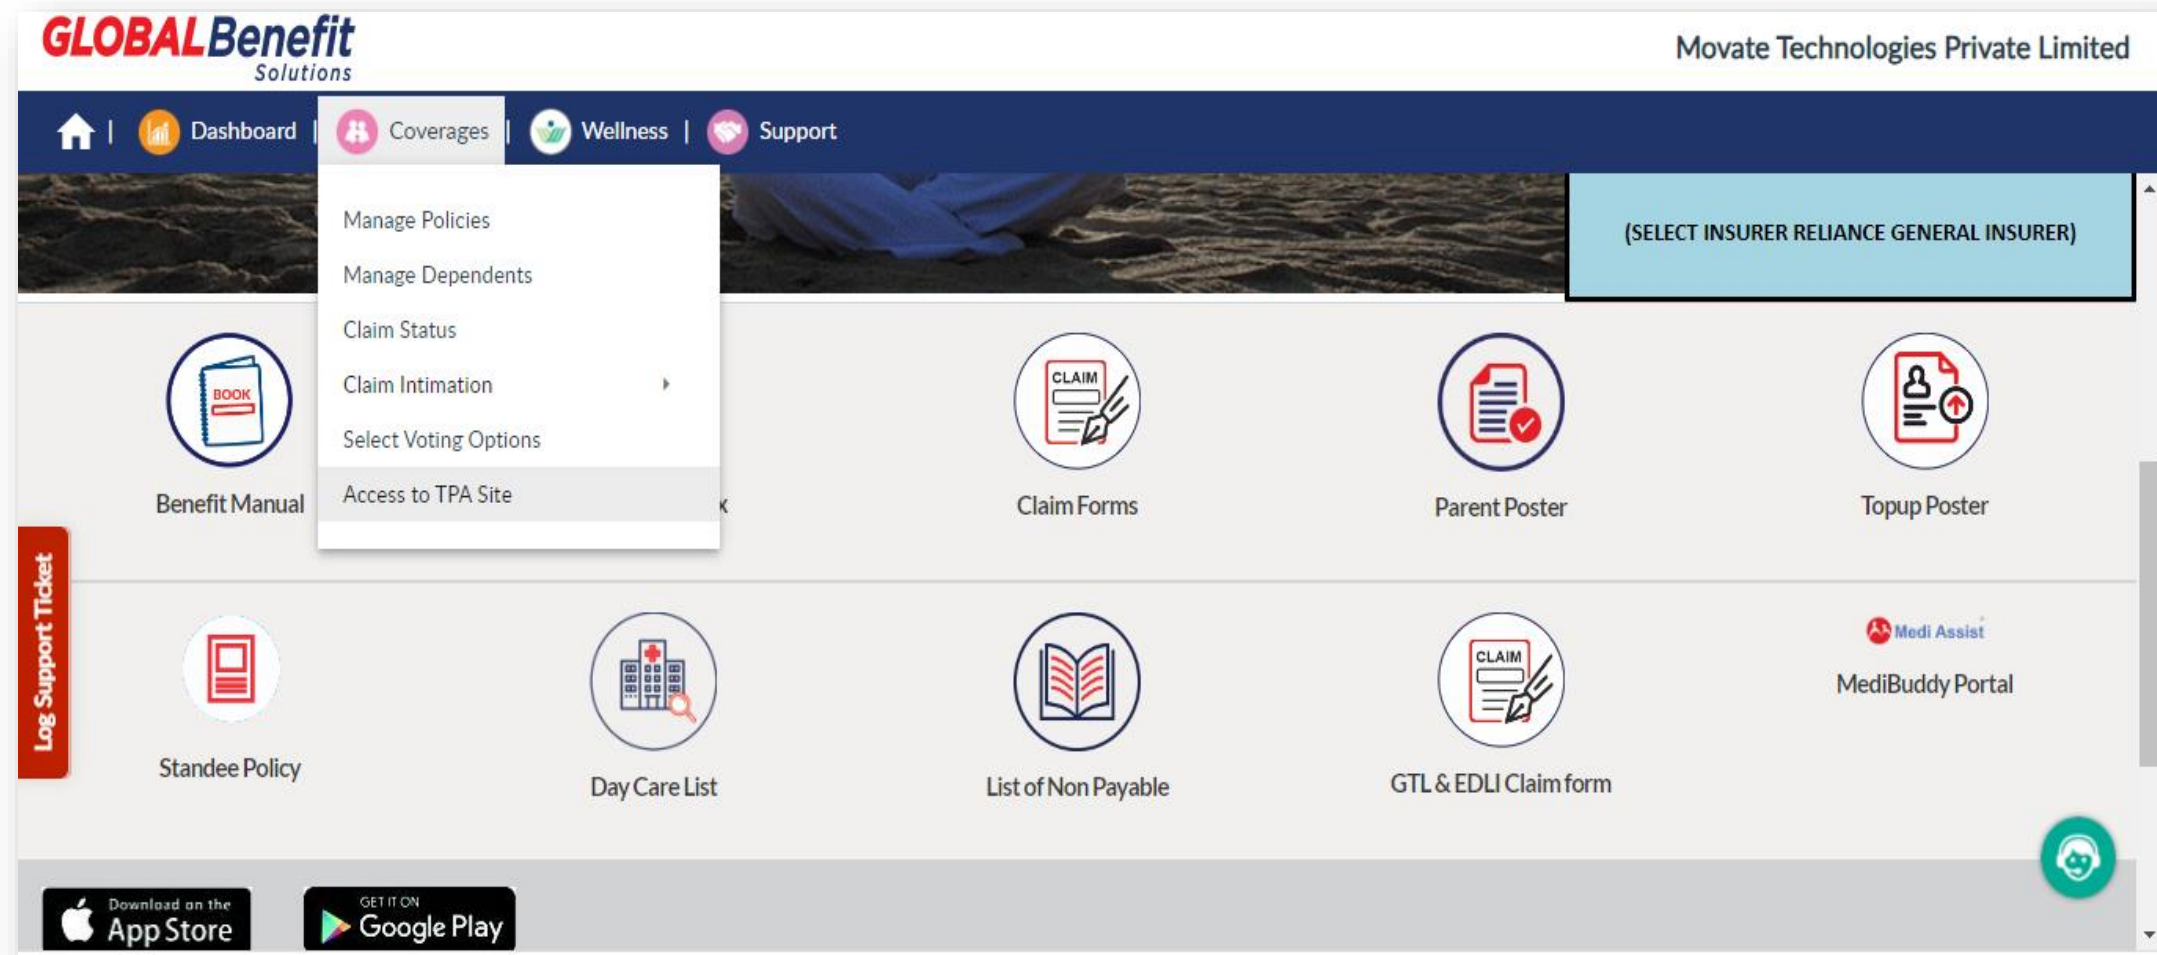 GLOBALBenefit
Solutions
Movate Technologies Private Limited
| Dashboard | Coverages | Wellness | Support
(SELECT INSURER RELIANCE GENERAL INSURER)
Manage Policies
Manage Dependents
Claim Status
Claim Intimation
Select Voting Options
Access to TPA Site
BOOK
Benefit Manual
x
CLAIM
Claim Forms
Parent Poster
Topup Poster
Log Support Ticket
Standee Policy
Day Care List
List of Non Payable
CLAIM
GTL & EDLI Claim form
Medi Assist
MediBuddy Portal
Download on the
App Store
GET IT ON
Google Play